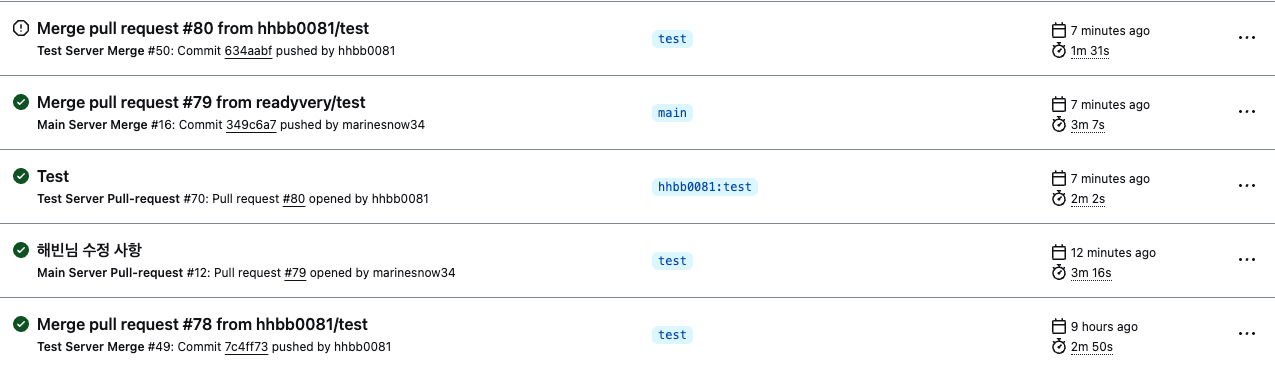 Merge pull request #80 from hhbb0081/test
Test Server Merge #50: Commit 634aabf pushed by hhbb0081
test
7 minutes ago
1m 31s
Merge pull request #79 from readyvery/test
Main Server Merge #16: Commit 349c6a7 pushed by marinesnow34
main
7 minutes ago
3m 7s
Test
Test Server Pull-request #70: Pull request #80 opened by hhbb0081
hhbb0081:test
7 minutes ago
2m 2s
해빈님 수정 사항
Main Server Pull-request #12: Pull request #79 opened by marinesnow34
test
12 minutes ago
3m 16s
Merge pull request #78 from hhbb0081/test
Test Server Merge #49: Commit 7c4ff73 pushed by hhbb0081
test
9 hours ago
2m 50s